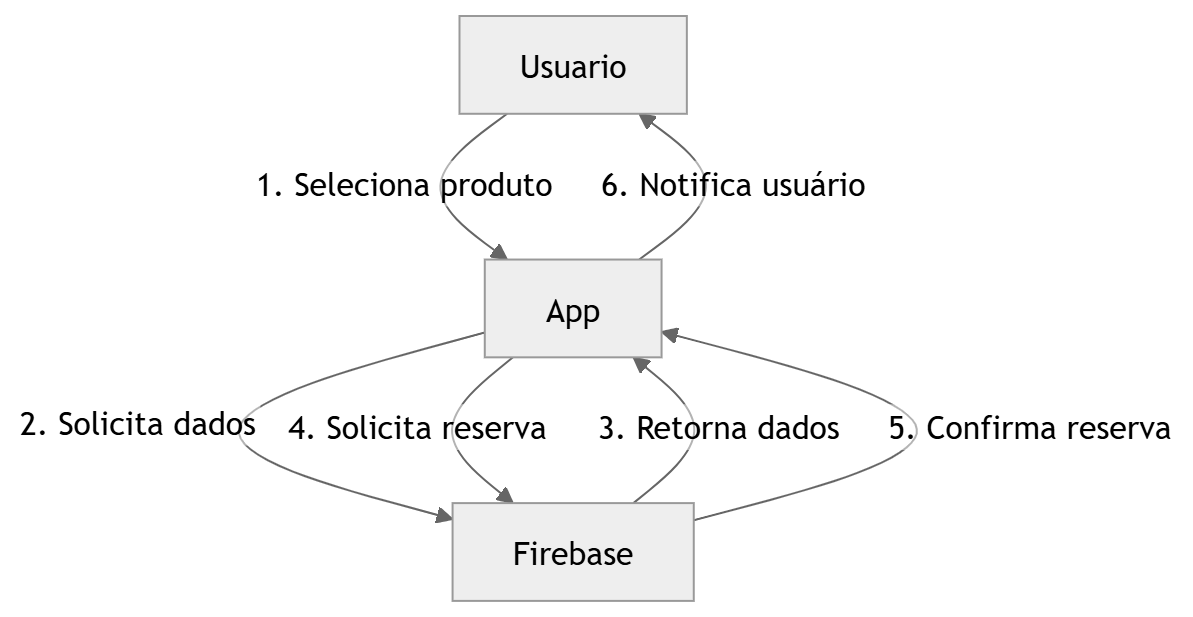 Usuario
1. Seleciona produto
6. Notifica usuário
App
2. Solicita dados
4. Solicita reserva
3. Retorna dados
5. Confirma reserva
Firebase